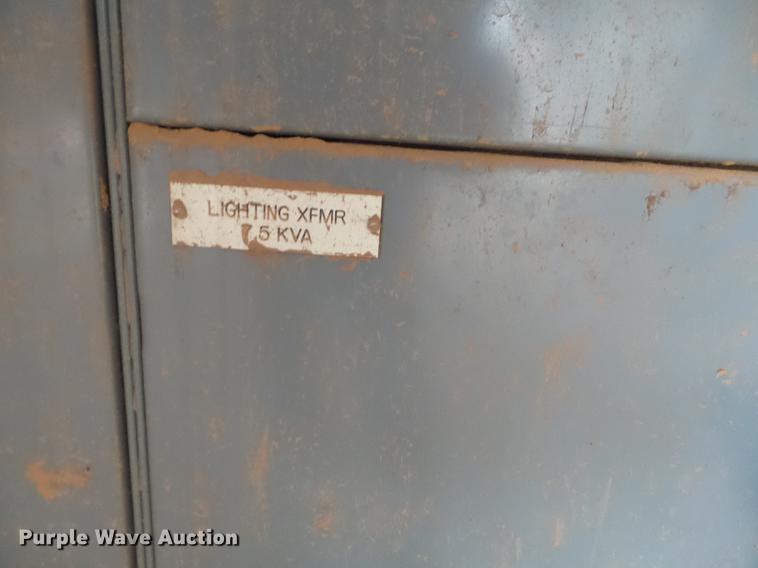 LIGHTING XFMR
7.5 KVA
Purple Wave Auction